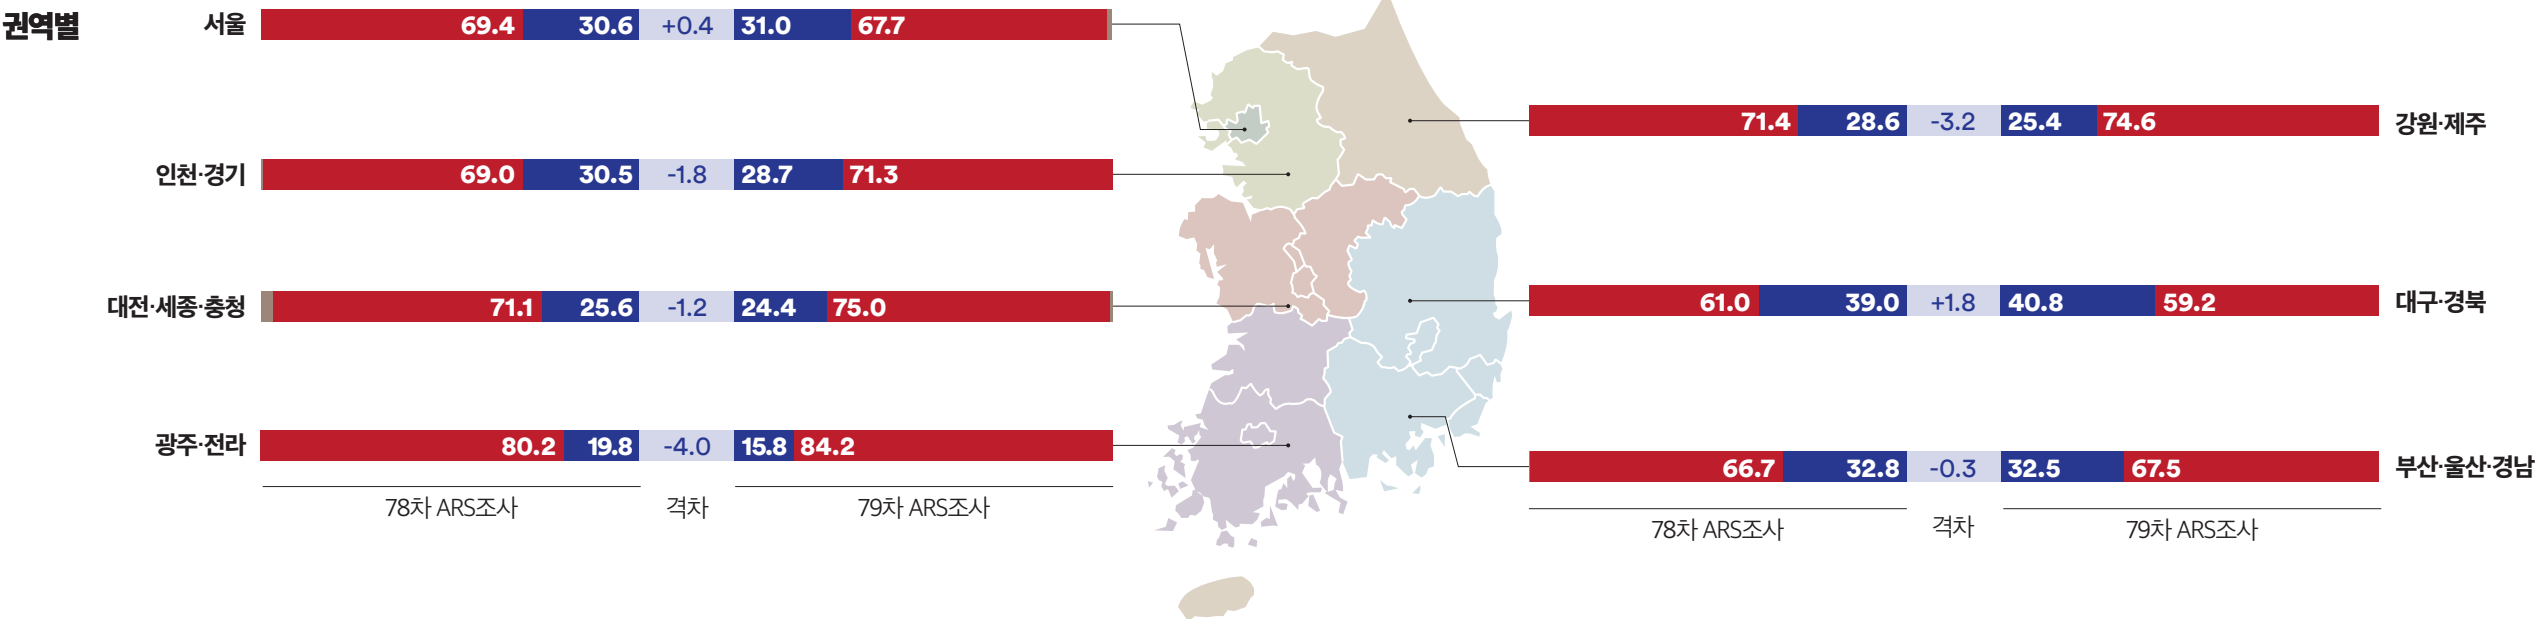 권역별
서울 69.4 30.6 +0.4 31.0 67.7
인천·경기 69.0 30.5 -1.8 28.7 71.3
대전·세종·충청 71.1 25.6 -1.2 24.4 75.0
광주·전라 80.2 19.8 -4.0 15.8 84.2
78차 ARS조사 격차 79차 ARS조사
71.4 28.6 -3.2 25.4 74.6 강원·제주
61.0 39.0 +1.8 40.8 59.2 대구·경북
66.7 32.8 -0.3 32.5 67.5 부산·울산·경남
78차 ARS조사 격차 79차 ARS조사